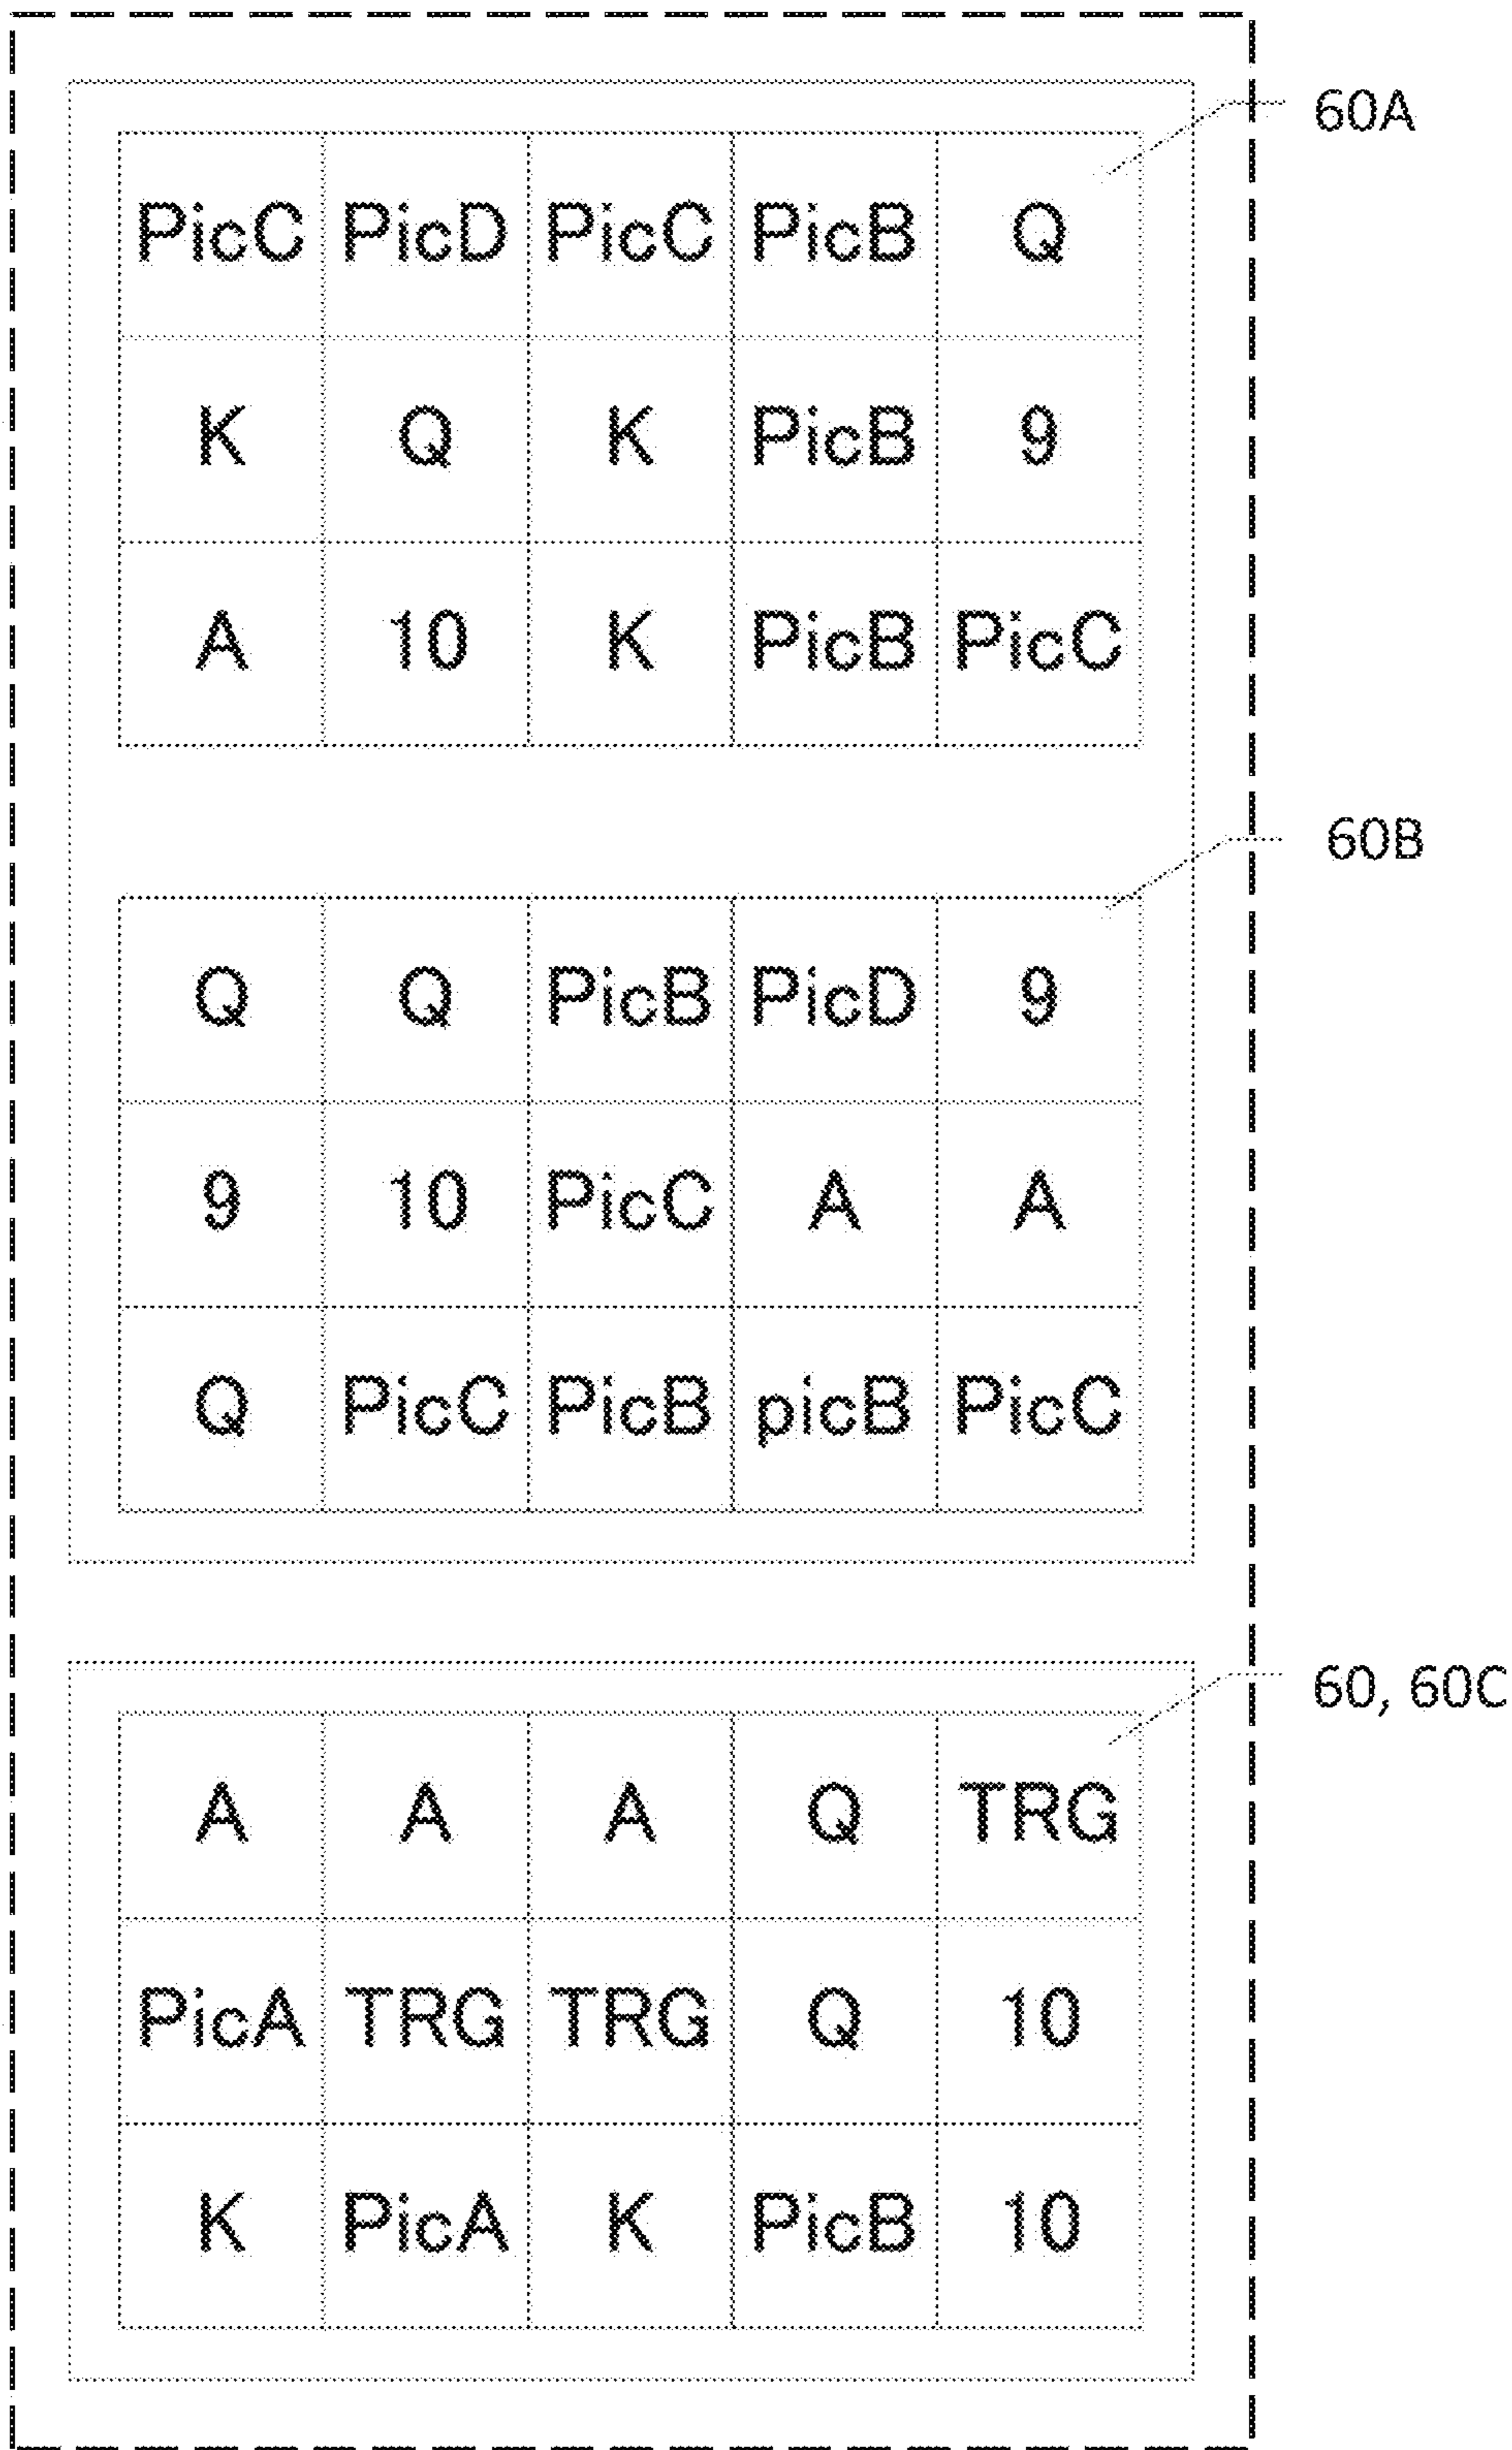 60A
PicC PicD PicC PicB Q
K Q K PicB 9
A 10 K PicB PicC
60B
Q Q PicB PicD 9
9 10 PicC A A
Q PicC PicB picB PicC
60, 60C
A A A Q TRG
PicA TRG TRG Q 10
K PicA K PicB 10